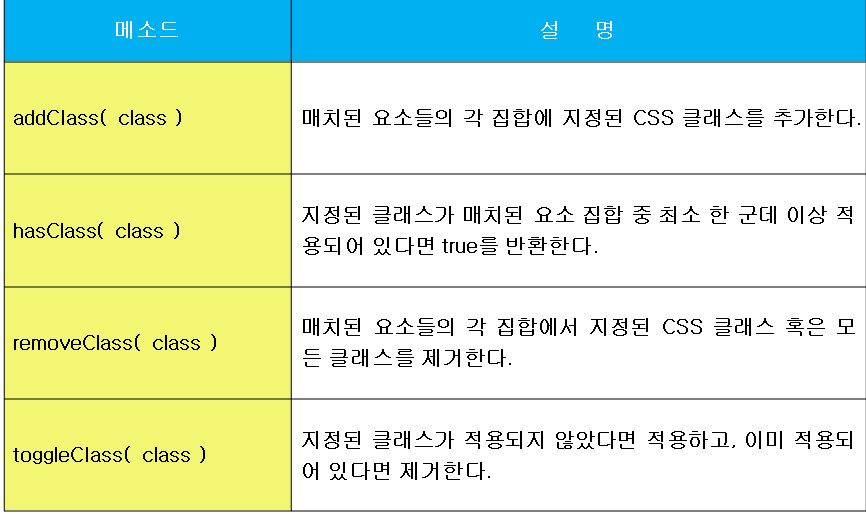 메소드
설 명
addClass( class )
매치된 요소들의 각 집합에 지정된 CSS 클래스를 추가한다.
hasClass( class )
지정된 클래스가 매치된 요소 집합 중 최소 한 군데 이상 적
용되어 있다면 true를 반환한다.
removeClass( class )
매치된 요소들의 각 집합에서 지정된 CSS 클래스 혹은 모
든 클래스를 제거한다.
toggleClass( class )
지정된 클래스가 적용되지 않았다면 적용하고, 이미 적용되
어 있다면 제거한다.